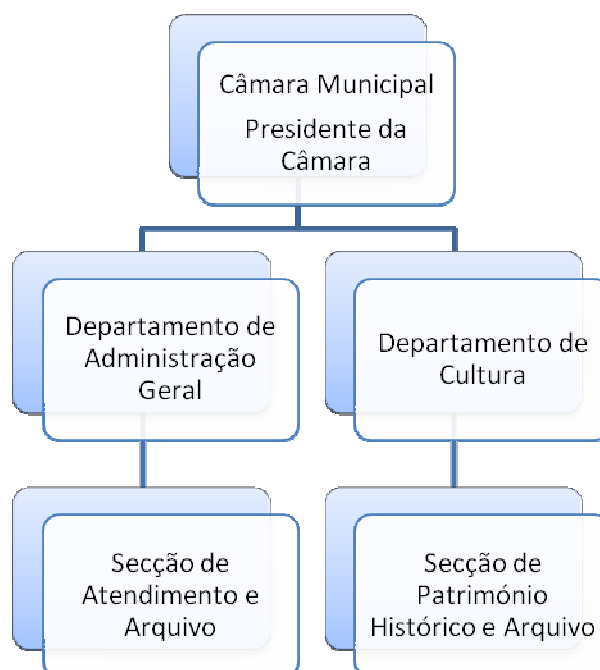 Câmara Municipal
Presidente da
Câmara
Departamento de
Administração
Geral
Departamento de
Cultura
Secção de
Atendimento e
Arquivo
Secção de
Património
Histórico e Arquivo